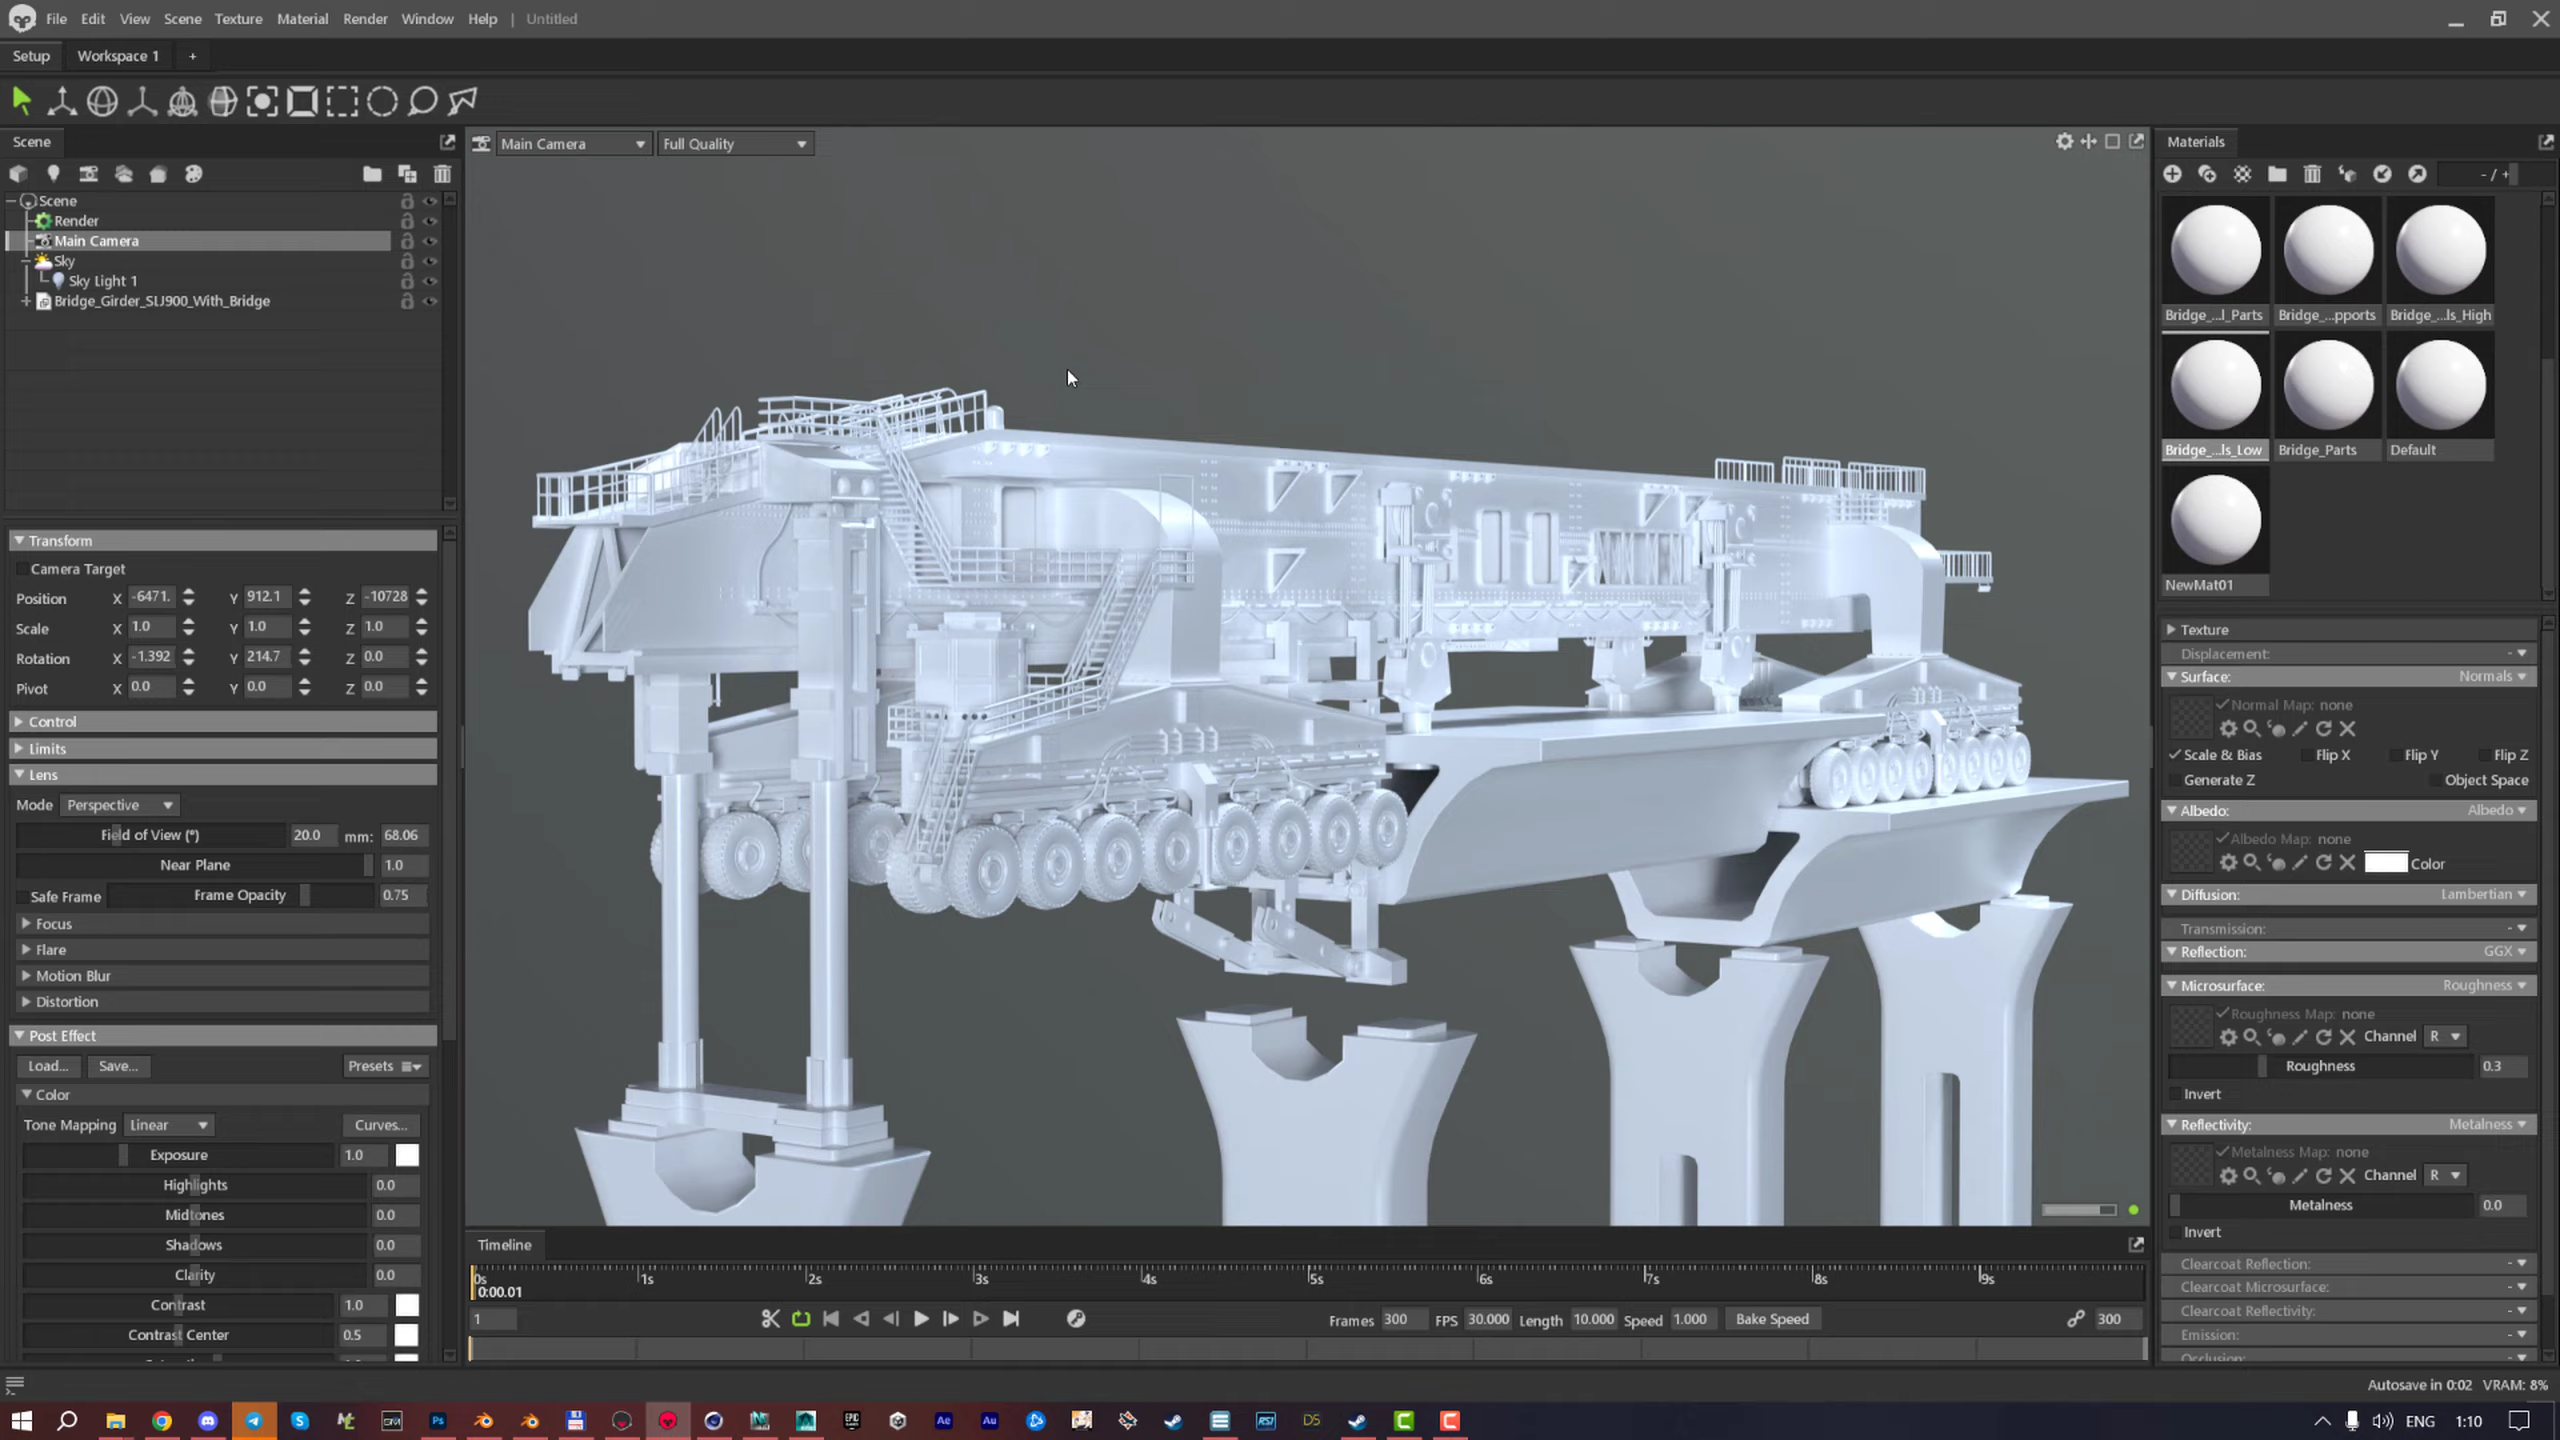 File Edit View Scene Texture Material Render Window Help | Untitled
Setup Workspace 1 +
Scene
Main Camera Full Quality
Materials
- / +
Scene
Render
Main Camera
Sky
Sky Light 1
Bridge_Girder_SLJ900_With_Bridge
Bridge_...l_Parts Bridge_...pports Bridge_...ls_High
Bridge_...ls_Low Bridge_Parts Default
NewMat01
Transform
Camera Target
Position X -6471. Y 912.1 Z -10728
Scale X 1.0 Y 1.0 Z 1.0
Rotation X -1.392 Y 214.7 Z 0.0
Pivot X 0.0 Y 0.0 Z 0.0
Control
Limits
Lens
Mode Perspective
Field of View (°) 20.0 mm: 68.06
Near Plane 1.0
Safe Frame Frame Opacity 0.75
Focus
Flare
Motion Blur
Distortion
Post Effect
Load... Save... Presets
Color
Tone Mapping Linear Curves...
Exposure 1.0
Highlights 0.0
Midtones 0.0
Shadows 0.0
Clarity 0.0
Contrast 1.0
Contrast Center 0.5
Texture
Displacement: -
Surface: Normals
Normal Map: none
Scale & Bias Flip X Flip Y Flip Z
Generate Z Object Space
Albedo: Albedo
Albedo Map: none
Color
Diffusion: Lambertian
Transmission: -
Reflection: GGX
Microsurface: Roughness
Roughness Map: none
Channel R
Roughness 0.3
Invert
Reflectivity: Metalness
Metalness Map: none
Channel R
Metalness 0.0
Invert
Clearcoat Reflection: -
Clearcoat Microsurface: -
Clearcoat Reflectivity: -
Emission: -
Occlusion: -
Timeline
0s 1s 2s 3s 4s 5s 6s 7s 8s 9s
0:00.01
1 Frames 300 FPS 30.000 Length 10.000 Speed 1.000 Bake Speed 300
Autosave in 0:02 VRAM: 8%
Ps EPIC GAMES Ae Au RSI DS C C ENG 1:10